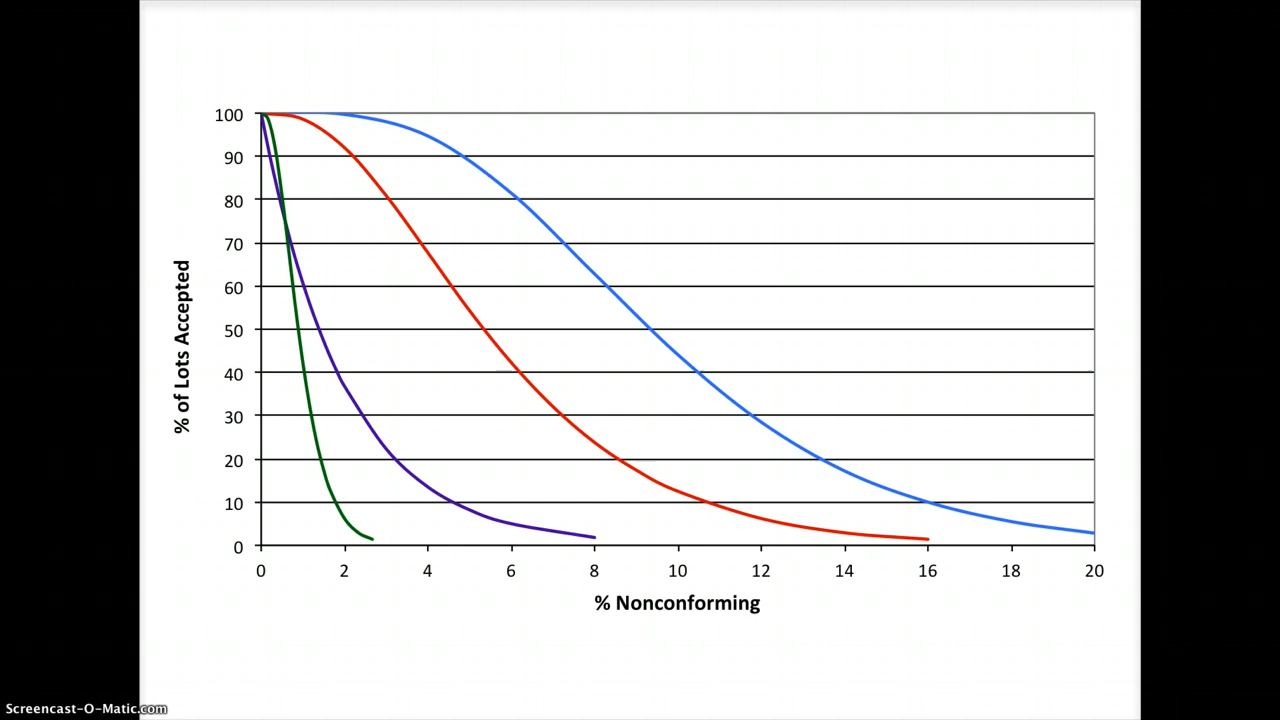 100
90
80
70
60
50
40
30
20
10
0
% of Lots Accepted
0 2 4 6 8 10 12 14 16 18 20
% Nonconforming
Screencast-O-Matic.com